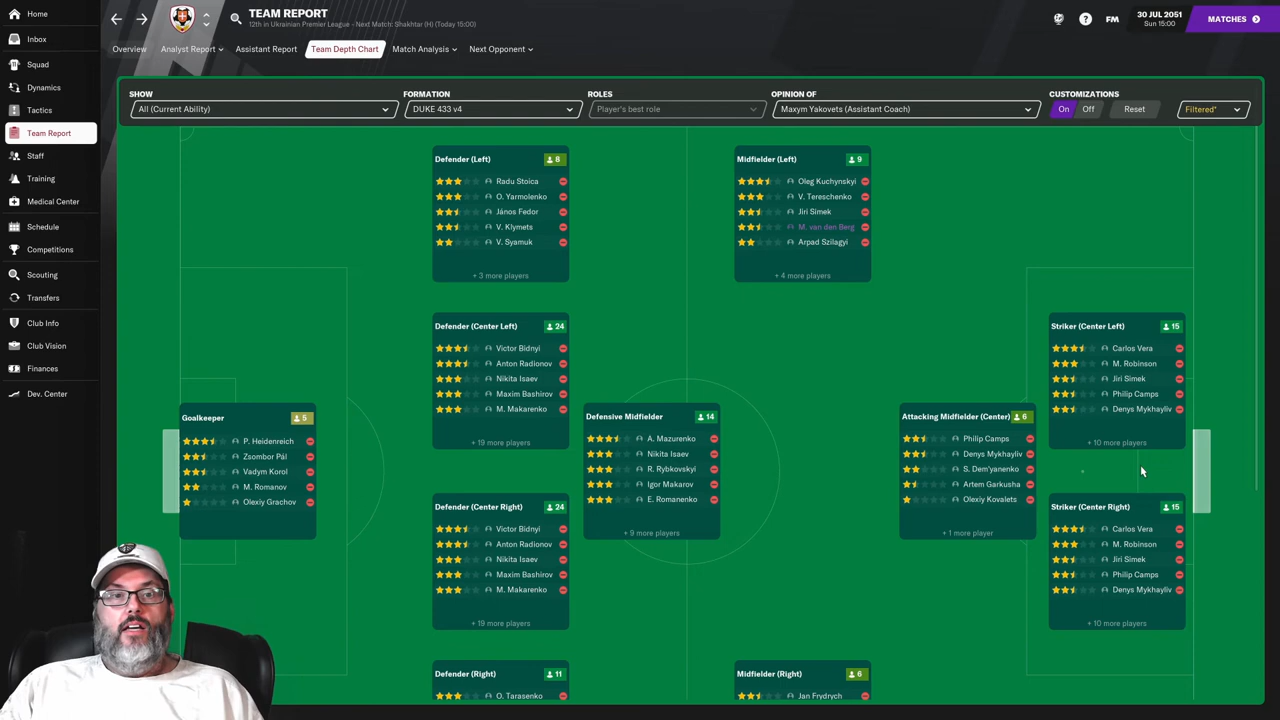 Home
Inbox
Squad
Dynamics
Tactics
Team Report
Staff
Training
Medical Center
Schedule
Competitions
Scouting
Transfers
Club Info
Club Vision
Finances
Dev. Center
TEAM REPORT
12th in Ukrainian Premier League - Next Match: Shakhtar (H) (Today 15:00)
FM
30 JUL 2051
Sun 15:00
MATCHES
Overview
Analyst Report
Assistant Report
Team Depth Chart
Match Analysis
Next Opponent
SHOW
All (Current Ability)
FORMATION
DUKE 433 v4
ROLES
Player's best role
OPINION OF
Maxym Yakovets (Assistant Coach)
CUSTOMIZATIONS
On
Off
Reset
Filtered*
Defender (Left) 8
Radu Stoica
O. Yarmolenko
János Fedor
V. Klymets
V. Syamuk
+ 3 more players
Midfielder (Left) 9
Oleg Kuchynskyi
V. Tereschenko
Jiri Simek
M. van den Berg
Arpad Szilagyi
+ 4 more players
Defender (Center Left) 24
Victor Bidnyi
Anton Radionov
Nikita Isaev
Maxim Bashirov
M. Makarenko
+ 19 more players
Striker (Center Left) 15
Carlos Vera
M. Robinson
Jiri Simek
Philip Camps
Denys Mykhayliv
+ 10 more players
Goalkeeper 5
P. Heidenreich
Zsombor Pál
Vadym Korol
M. Romanov
Olexiy Grachov
Defensive Midfielder 14
A. Mazurenko
Nikita Isaev
R. Rybkovskyi
Igor Makarov
E. Romanenko
+ 9 more players
Attacking Midfielder (Center) 6
Philip Camps
Denys Mykhayliv
S. Dem'yanenko
Artem Garkusha
Olexiy Kovalets
+ 1 more player
Defender (Center Right) 24
Victor Bidnyi
Anton Radionov
Nikita Isaev
Maxim Bashirov
M. Makarenko
+ 19 more players
Striker (Center Right) 15
Carlos Vera
M. Robinson
Jiri Simek
Philip Camps
Denys Mykhayliv
+ 10 more players
Defender (Right) 11
O. Tarasenko
Midfielder (Right) 6
Jan Frydrych